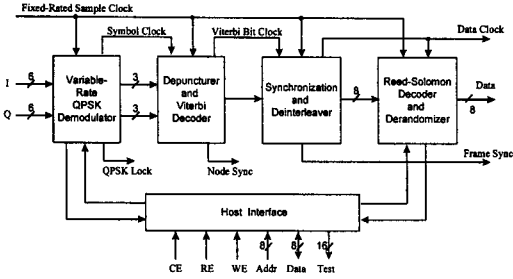 Fixed-Rated Sample Clock
Symbol Clock
Viterbi Bit Clock
Data Clock
I
6
Q
6
Variable-
Rate
QPSK
Demodulator
3
3
Depuncturer
and
Viterbi
Decoder
Synchronization
and
Deinterleaver
8
Reed-Solomon
Decoder
and
Derandomizer
Data
8
QPSK Lock
Node Sync
Frame Sync
Host Interface
8
8
16
CE
RE
WE
Addr
Data
Test